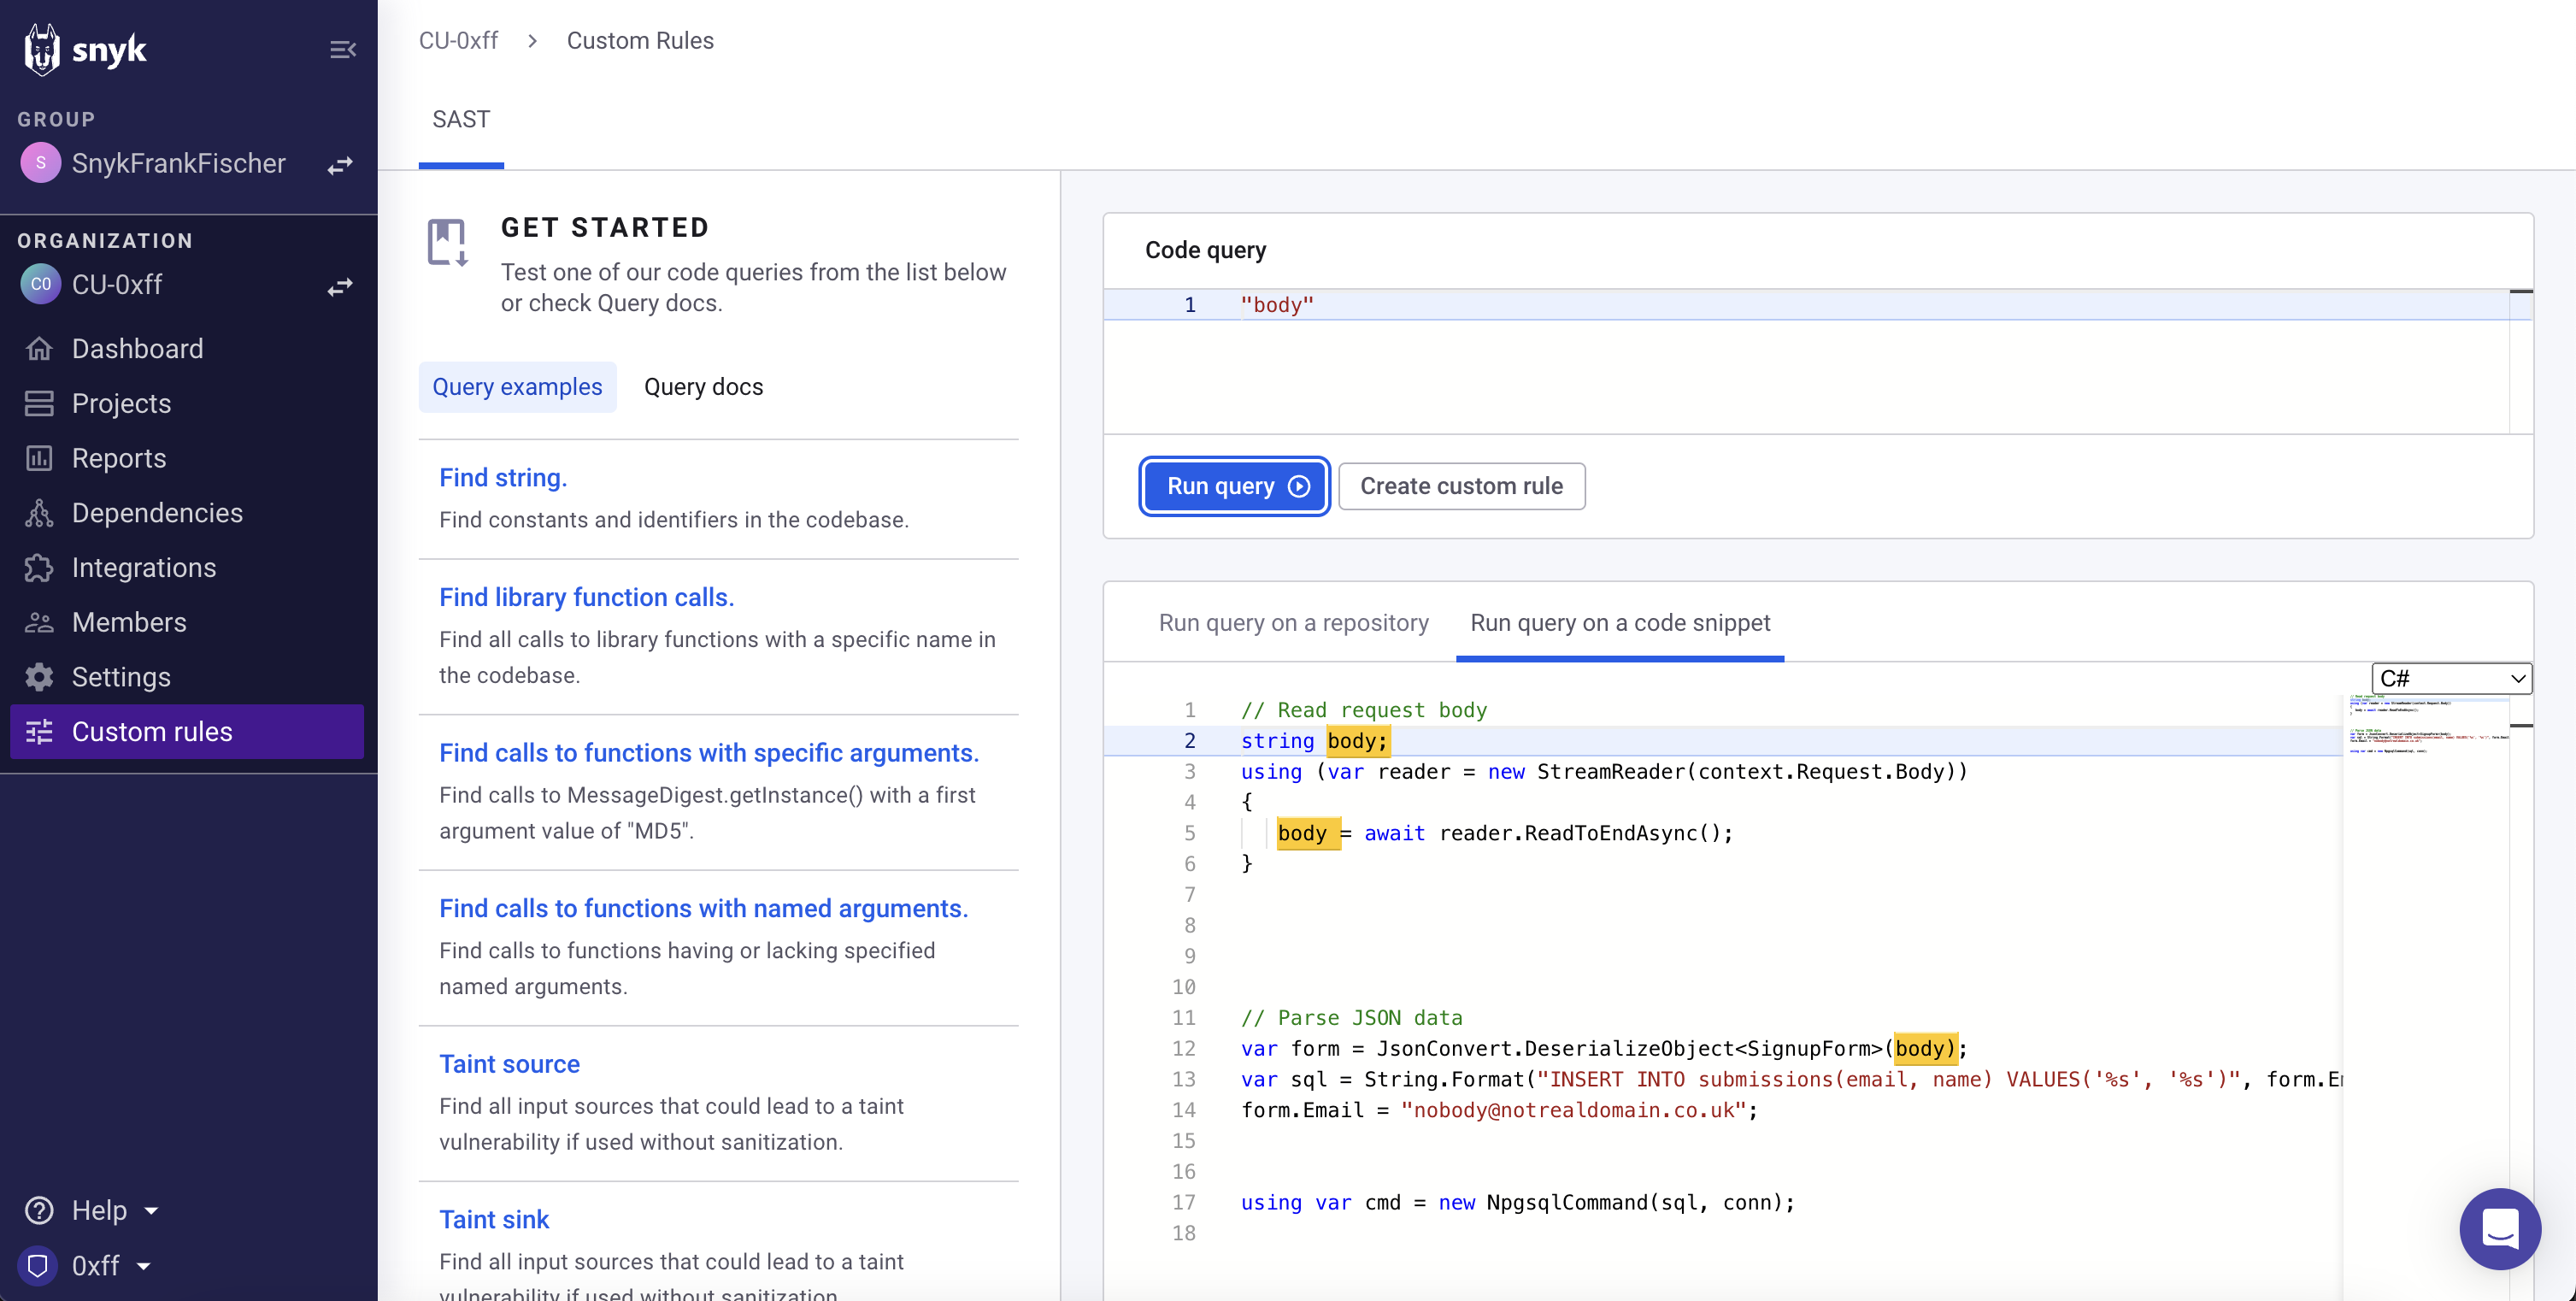 snyk
GROUP
S
SnykFrankFischer
ORGANIZATION
C0
CU-0xff
Dashboard
Projects
Reports
Dependencies
Integrations
Members
Settings
Custom rules
Help
0xff
CU-0xff > Custom Rules
SAST
GET STARTED
Test one of our code queries from the list below
or check Query docs.
Query examples
Query docs
Find string.
Find constants and identifiers in the codebase.
Find library function calls.
Find all calls to library functions with a specific name in
the codebase.
Find calls to functions with specific arguments.
Find calls to MessageDigest.getInstance() with a first
argument value of "MD5".
Find calls to functions with named arguments.
Find calls to functions having or lacking specified
named arguments.
Taint source
Find all input sources that could lead to a taint
vulnerability if used without sanitization.
Taint sink
Find all input sources that could lead to a taint
vulnerability if used without sanitization
Code query
1 "body"
Run query
Create custom rule
Run query on a repository
Run query on a code snippet
C#
1 // Read request body
2 string body;
3 using (var reader = new StreamReader(context.Request.Body))
4 {
5 body = await reader.ReadToEndAsync();
6 }
7
8
9
10
11 // Parse JSON data
12 var form = JsonConvert.DeserializeObject<SignupForm>(body);
13 var sql = String.Format("INSERT INTO submissions(email, name) VALUES('%s', '%s')", form.E
14 form.Email = "nobody@notrealdomain.co.uk";
15
16
17 using var cmd = new NpgsqlCommand(sql, conn);
18